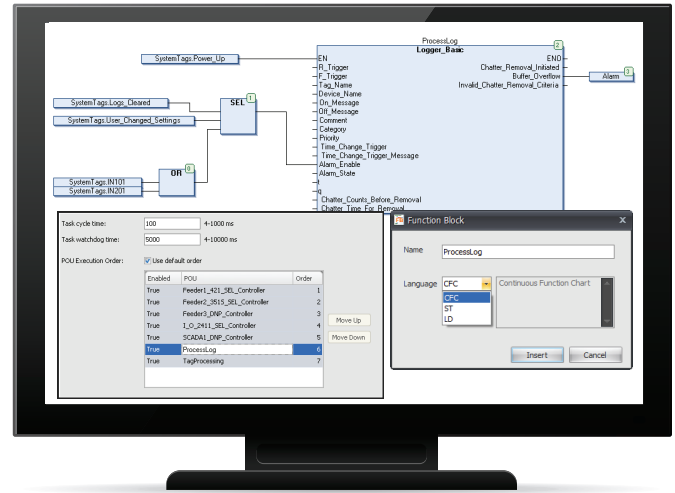 ProcessLog
2
Logger_Basic
SystemTags.Power_Up
EN
ENO
R_Trigger
Chatter_Removal_Initiated
F_Trigger
Buffer_Overflow
Alarm
3
Tag_Name
Invalid_Chatter_Removal_Criteria
Device_Name
SystemTags.Logs_Cleared
SEL
1
On_Message
Off_Message
SystemTags.User_Changed_Settings
Comment
Category
Priority
Time_Change_Trigger
Time_Change_Trigger_Message
OR
0
Alarm_Enable
Alarm_State
SystemTags.IN101
t
SystemTags.IN201
q
Chatter_Counts_Before_Removal
Chatter_Time_For_Removal
Task cycle time:
100
4-1000 ms
Task watchdog time:
5000
4-10000 ms
POU Execution Order:
Use default order
Enabled POU Order
True Feeder1_421_SEL_Controller 1
True Feeder2_351S_SEL_Controller 2
True Feeder3_DNP_Controller 3
True I_O_2411_SEL_Controller 4
True SCADA1_DNP_Controller 5
True ProcessLog 6
True TagProcessing 7
Move Up
Move Down
Function Block
x
Name
ProcessLog
Language
CFC
Continuous Function Chart
CFC
ST
LD
Insert
Cancel